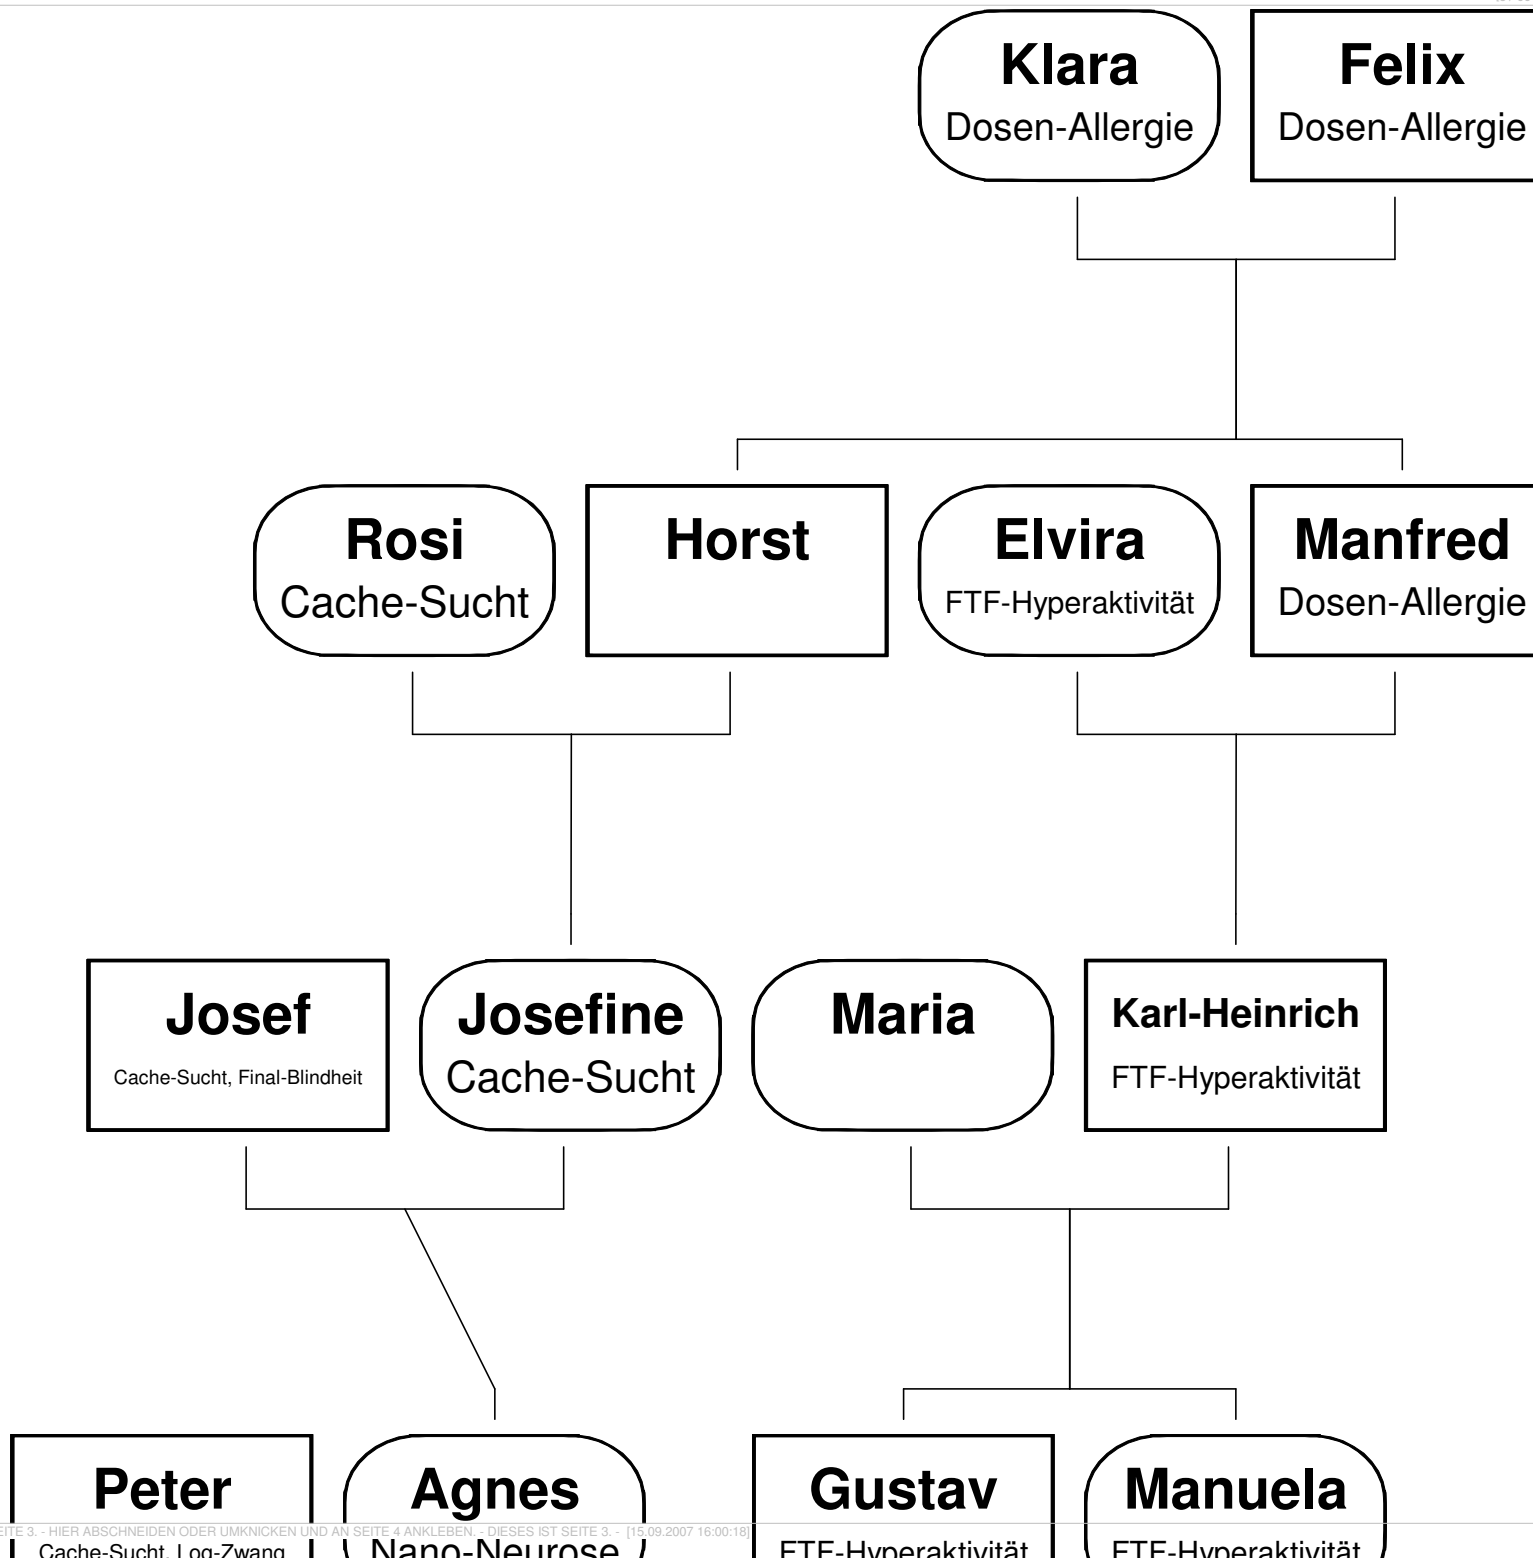 Klara
Dosen-Allergie
Felix
Dosen-Allergie
Rosi
Cache-Sucht
Horst
Elvira
FTF-Hyperaktivität
Manfred
Dosen-Allergie
Josef
Cache-Sucht, Final-Blindheit
Josefine
Cache-Sucht
Maria
Karl-Heinrich
FTF-Hyperaktivität
Peter
Agnes
Gustav
Manuela
SEITE 3. - HIER ABSCHNEIDEN ODER UMKNICKEN UND AN SEITE 4 ANKLEBEN. - DIESES IST SEITE 3. - [15.09.2007 16:00:18]
Cache-Sucht, Log-Zwang
Nano-Neurose
FTF-Hyperaktivität
FTF-Hyperaktivität